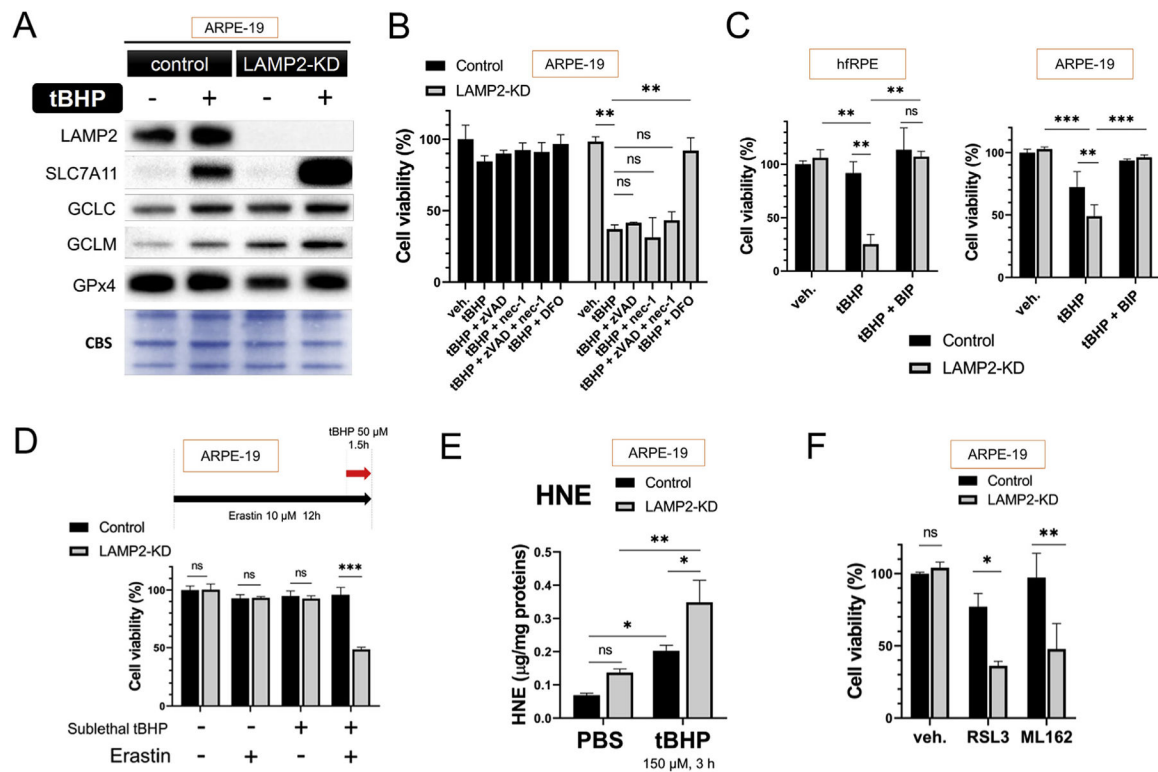 A
ARPE-19
control LAMP2-KD
tBHP - + - +
LAMP2
SLC7A11
GCLC
GCLM
GPx4
CBS
B
Control
LAMP2-KD
ARPE-19
**
** ns
ns
ns
Cell viability (%)
100
50
0
veh.
tBHP
tBHP + zVAD
tBHP + nec-1
tBHP + zVAD + nec-1
tBHP + DFO
veh.
tBHP
tBHP + zVAD
tBHP + nec-1
tBHP + zVAD + nec-1
tBHP + DFO
C
hfRPE
** **
** ns
Cell viability (%)
150
100
50
0
veh.
tBHP
tBHP + BIP
ARPE-19
*** ***
**
Cell viability (%)
150
100
50
0
veh.
tBHP
tBHP + BIP
Control
LAMP2-KD
D
ARPE-19
tBHP 50 µM
1.5h
Erastin 10 µM 12h
Control
LAMP2-KD
ns ns ns ***
Cell viability (%)
100
50
0
Sublethal tBHP - - + +
Erastin - + - +
E
ARPE-19
HNE
Control
LAMP2-KD
**
*
*
ns
HNE (µg/mg proteins)
0.5
0.4
0.3
0.2
0.1
0.0
PBS tBHP
150 µM, 3 h
F
ARPE-19
Control
LAMP2-KD
ns * **
Cell viability (%)
100
50
0
veh. RSL3 ML162